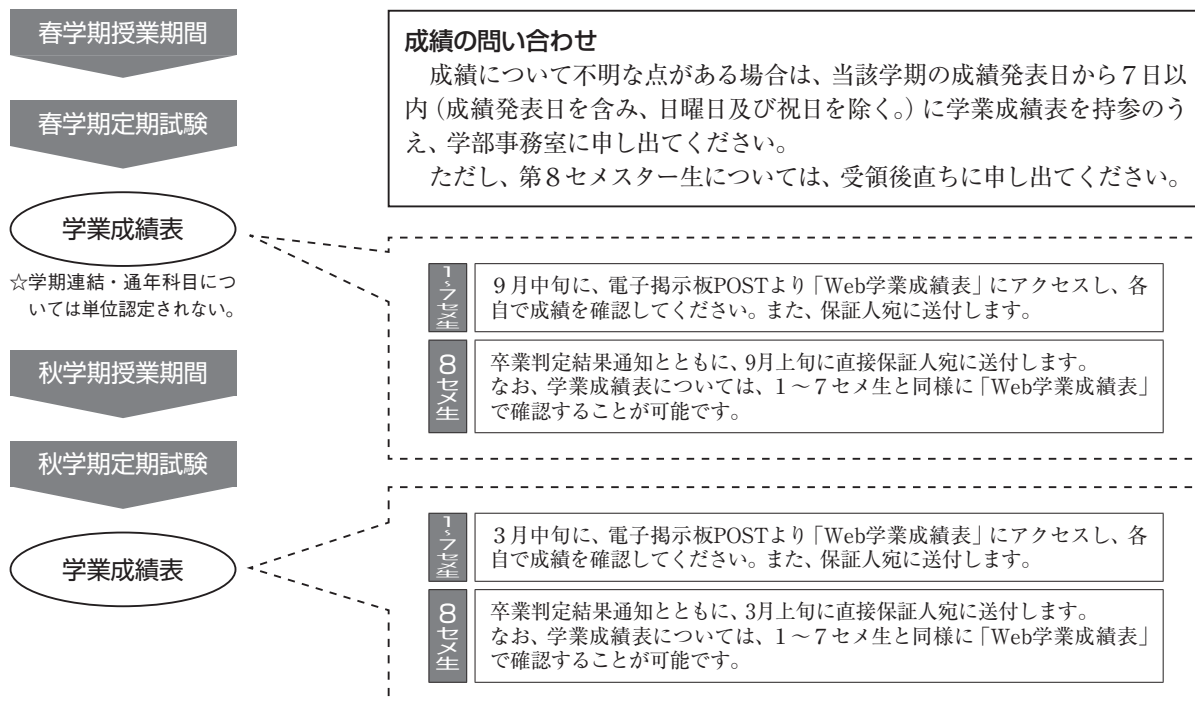 春学期授業期間
春学期定期試験
学業成績表
☆学期連結・通年科目につ
いては単位認定されない。
秋学期授業期間
秋学期定期試験
学業成績表
成績の問い合わせ
成績について不明な点がある場合は、当該学期の成績発表日から7日以
内（成績発表日を含み、日曜日及び祝日を除く。）に学業成績表を持参のう
え、学部事務室に申し出てください。
ただし、第8セメスター生については、受領後直ちに申し出てください。
1~7セメ生
9月中旬に、電子掲示板POSTより「Web学業成績表」にアクセスし、各
自で成績を確認してください。また、保証人宛に送付します。
8セメ生
卒業判定結果通知とともに、9月上旬に直接保証人宛に送付します。
なお、学業成績表については、1～7セメ生と同様に「Web学業成績表」
で確認することが可能です。
1~7セメ生
3月中旬に、電子掲示板POSTより「Web学業成績表」にアクセスし、各
自で成績を確認してください。また、保証人宛に送付します。
8セメ生
卒業判定結果通知とともに、3月上旬に直接保証人宛に送付します。
なお、学業成績表については、1～7セメ生と同様に「Web学業成績表」
で確認することが可能です。